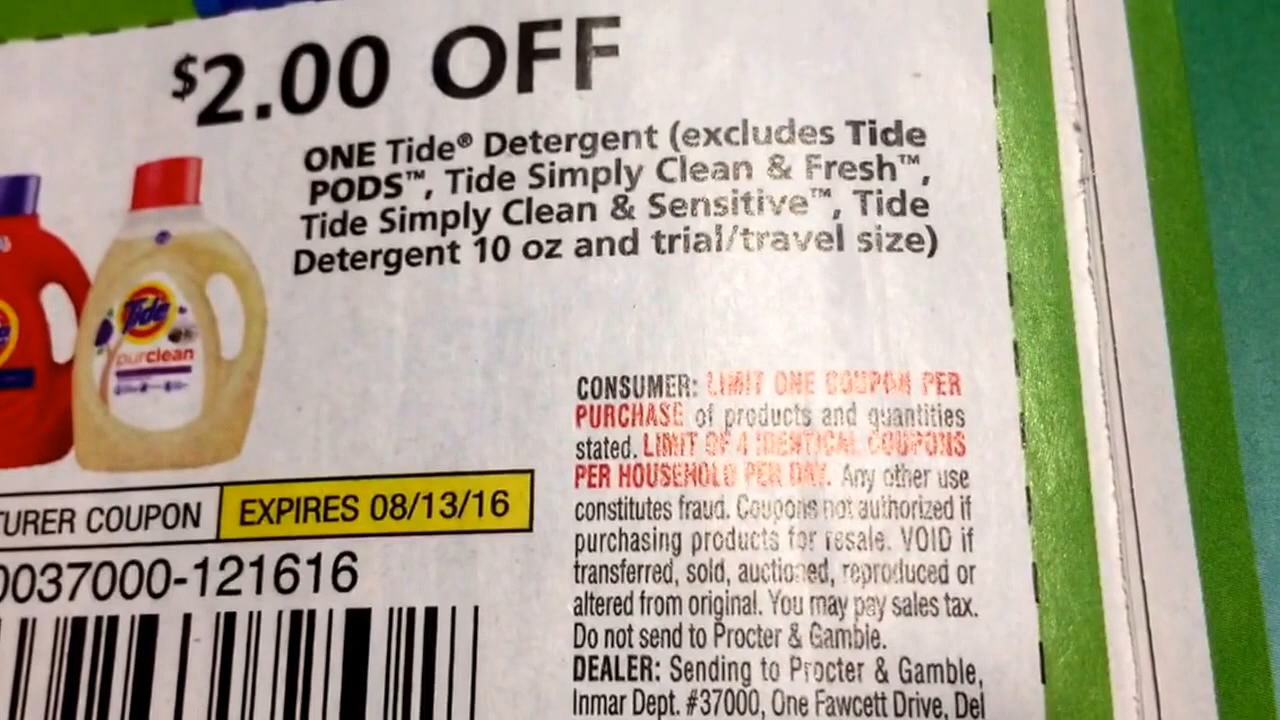 $2.00 OFF
ONE Tide® Detergent (excludes Tide
PODS™, Tide Simply Clean & Fresh™,
Tide Simply Clean & Sensitive™, Tide
Detergent 10 oz and trial/travel size)
Tide
purclean
CONSUMER: LIMIT ONE COUPON PER
PURCHASE of products and quantities
stated. LIMIT OF 4 IDENTICAL COUPONS
PER HOUSEHOLD PER DAY. Any other use
constitutes fraud. Coupons not authorized if
purchasing products for resale. VOID if
transferred, sold, auctioned, reproduced or
altered from original. You may pay sales tax.
Do not send to Procter & Gamble.
DEALER: Sending to Procter & Gamble,
Inmar Dept. #37000, One Fawcett Drive, Del
TURER COUPON
EXPIRES 08/13/16
0037000-121616